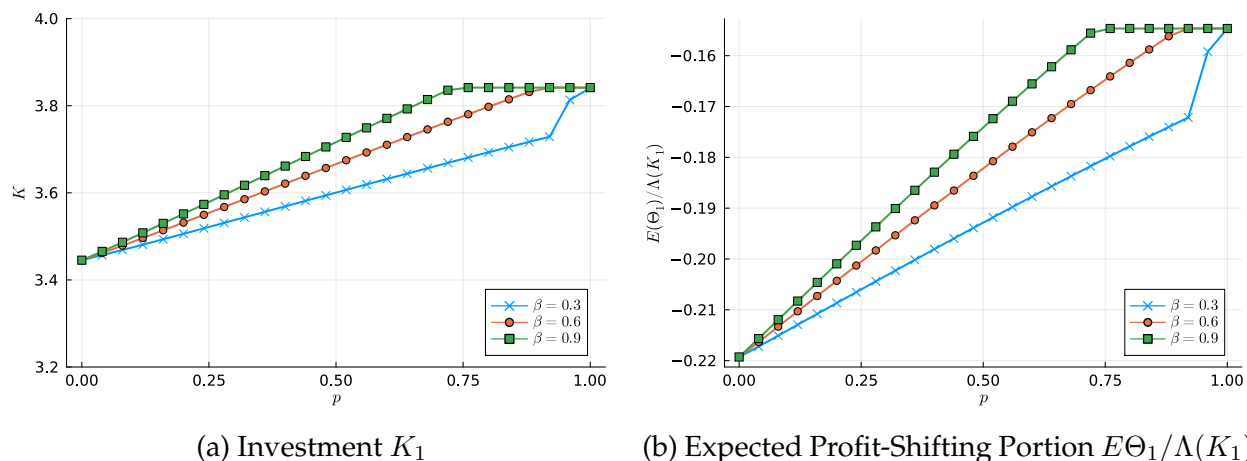 4.0
3.8
3.6
3.4
3.2
K
0.00 0.25 0.50 0.75 1.00
p
β = 0.3
β = 0.6
β = 0.9
(a) Investment K₁
−0.16
−0.17
−0.18
−0.19
−0.20
−0.21
−0.22
E(Θ₁)/Λ(K₁)
0.00 0.25 0.50 0.75 1.00
p
β = 0.3
β = 0.6
β = 0.9
(b) Expected Profit-Shifting Portion EΘ₁/Λ(K₁)